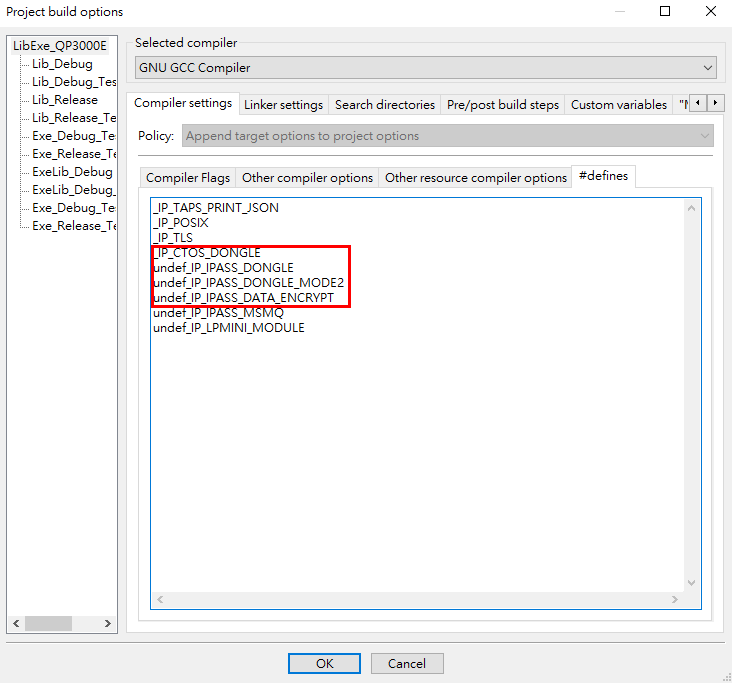 Project build options
LibExe_QP3000E
Lib_Debug
Lib_Debug_Tes
Lib_Release
Lib_Release_Te
Exe_Debug_Te
Exe_Release_Te
ExeLib_Debug
ExeLib_Debug_
Exe_Debug_Te
Exe_Release_Te
Selected compiler
GNU GCC Compiler
Compiler settings
Linker settings
Search directories
Pre/post build steps
Custom variables
"N
Policy:
Append target options to project options
Compiler Flags
Other compiler options
Other resource compiler options
#defines
_IP_TAPS_PRINT_JSON
_IP_POSIX
_IP_TLS
_IP_CTOS_DONGLE
undef_IP_IPASS_DONGLE
undef_IP_IPASS_DONGLE_MODE2
undef_IP_IPASS_DATA_ENCRYPT
undef_IP_IPASS_MSMQ
undef_IP_LPMINI_MODULE
OK
Cancel